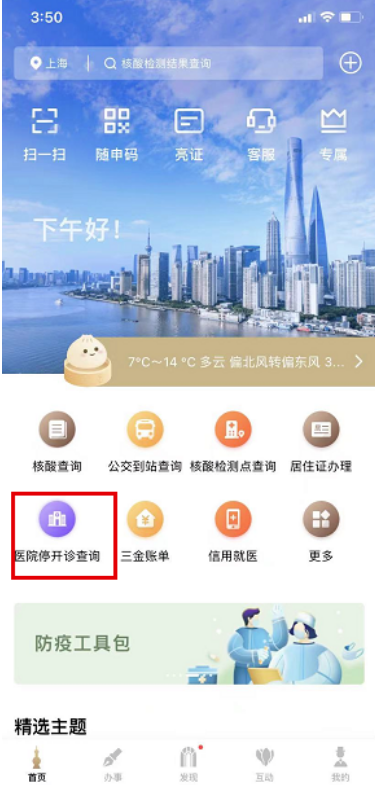 3:50
上海 核酸检测结果查询
扫一扫 随申码 亮证 客服 专属
下午好!
7°C~14 °C 多云 偏北风转偏东风 3...
核酸查询 公交到站查询 核酸检测点查询 居住证办理
医院停开诊查询 三金账单 信用就医 更多
防疫工具包
精选主题
首页 办事 发现 互动 我的